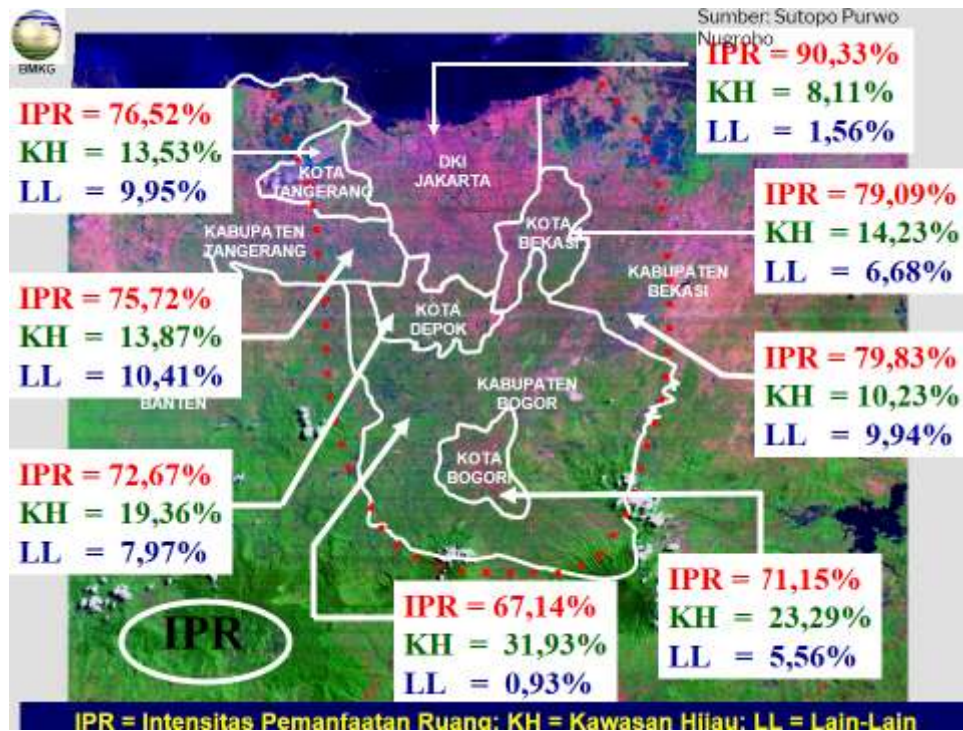 Sumber: Sutopo Purwo
Nugroho
BMKG
IPR = 90,33%
KH = 8,11%
LL = 1,56%
IPR = 76,52%
KH = 13,53%
LL = 9,95%
KOTA
TANGERANG
DKI
JAKARTA
IPR = 79,09%
KH = 14,23%
LL = 6,68%
KOTA
BEKASI
KABUPATEN
TANGERANG
KABUPATEN
BEKASI
IPR = 75,72%
KH = 13,87%
LL = 10,41%
KOTA
DEPOK
IPR = 79,83%
KH = 10,23%
LL = 9,94%
BANTEN
KABUPATEN
BOGOR
KOTA
BOGOR
IPR = 72,67%
KH = 19,36%
LL = 7,97%
IPR = 71,15%
KH = 23,29%
LL = 5,56%
IPR = 67,14%
KH = 31,93%
LL = 0,93%
IPR
IPR = Intensitas Pemanfaatan Ruang; KH = Kawasan Hijau; LL = Lain-Lain